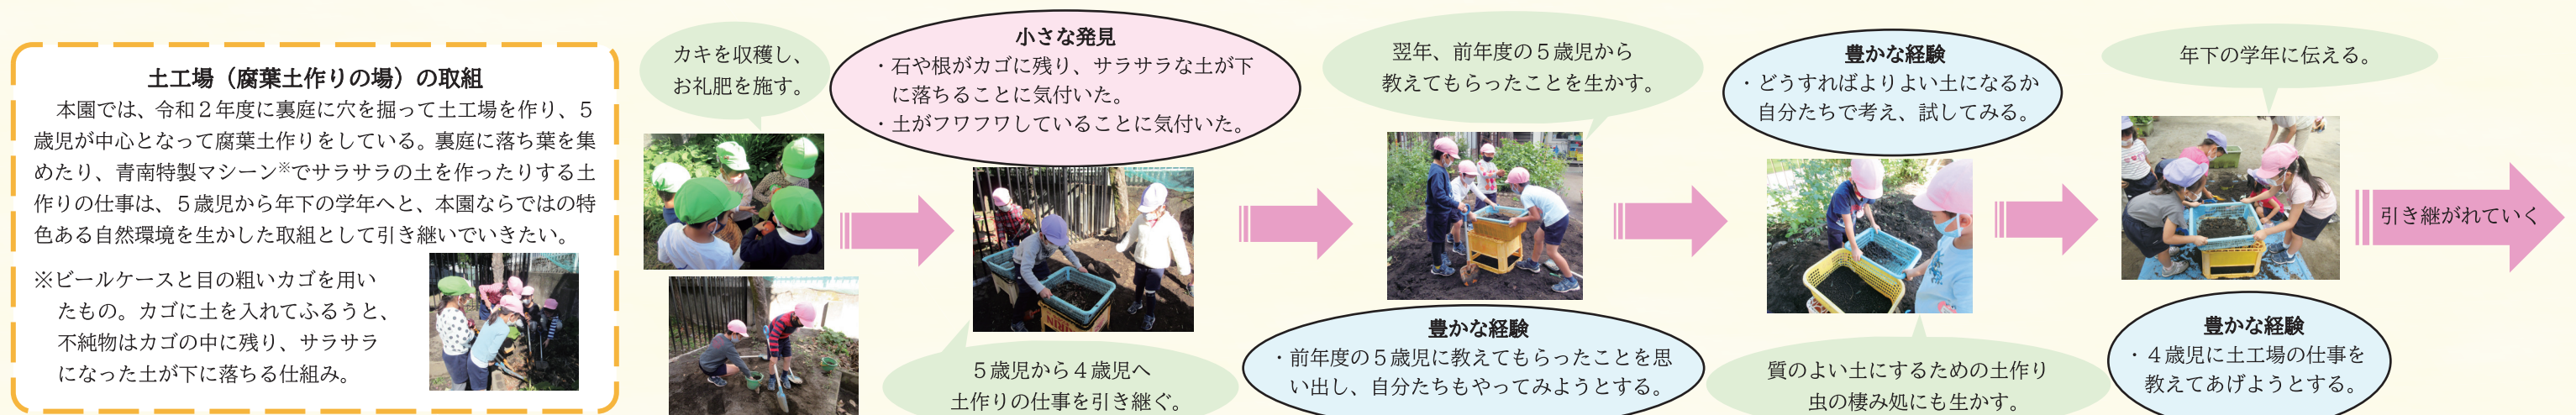 土工場（腐葉土作りの場）の取組
本園では、令和２年度に裏庭に穴を掘って土工場を作り、５
歳児が中心となって腐葉土作りをしている。裏庭に落ち葉を集
めたり、青南特製マシーン※でサラサラの土を作ったりする土
作りの仕事は、５歳児から年下の学年へと、本園ならではの特
色ある自然環境を生かした取組として引き継いでいきたい。
※ビールケースと目の粗いカゴを用い
たもの。カゴに土を入れてふるうと、
不純物はカゴの中に残り、サラサラ
になった土が下に落ちる仕組み。
カキを収穫し、
お礼肥を施す。
小さな発見
・石や根がカゴに残り、サラサラな土が下
に落ちることに気付いた。
・土がフワフワしていることに気付いた。
５歳児から４歳児へ
土作りの仕事を引き継ぐ。
翌年、前年度の５歳児から
教えてもらったことを生かす。
豊かな経験
・前年度の５歳児に教えてもらったことを思
い出し、自分たちもやってみようとする。
豊かな経験
・どうすればよりよい土になるか
自分たちで考え、試してみる。
質のよい土にするための土作り
虫の棲み処にも生かす。
年下の学年に伝える。
豊かな経験
・４歳児に土工場の仕事を
教えてあげようとする。
引き継がれていく